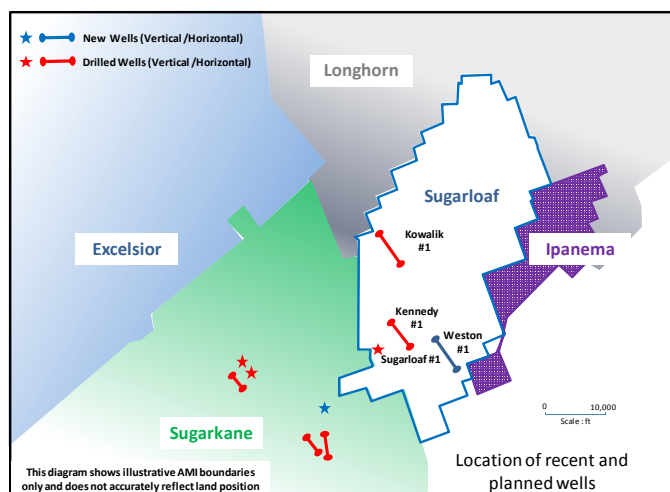 New Wells (Vertical /Horizontal)
Drilled Wells (Vertical /Horizontal)
Longhorn
Sugarloaf
Excelsior
Kowalik
#1
Ipanema
Kennedy
#1
Weston
#1
Sugarloaf #1
0 10,000
Scale : ft
Sugarkane
This diagram shows illustrative AMI boundaries
only and does not accurately reflect land position
Location of recent and
planned wells